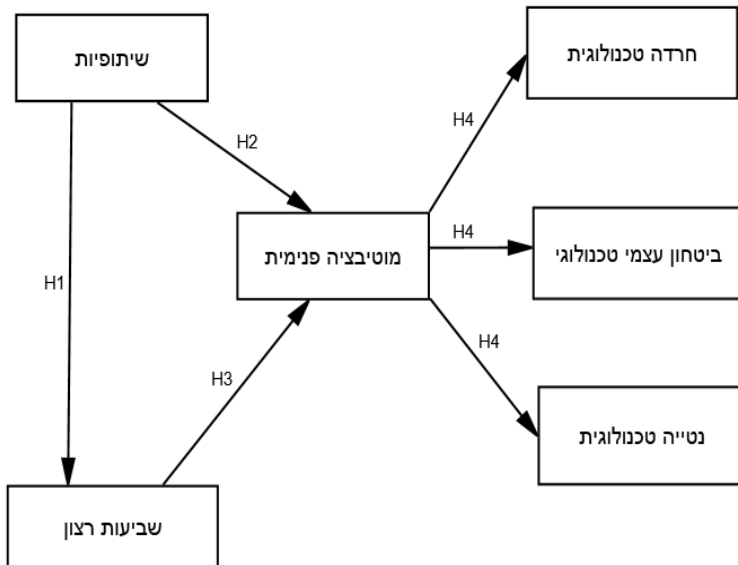 שיתופיות
חרדה טכנולוגית
H4
H2
מוטיבציה פנימית
H4
ביטחון עצמי טכנולוגי
H1
H4
H3
נטייה טכנולוגית
שביעות רצון